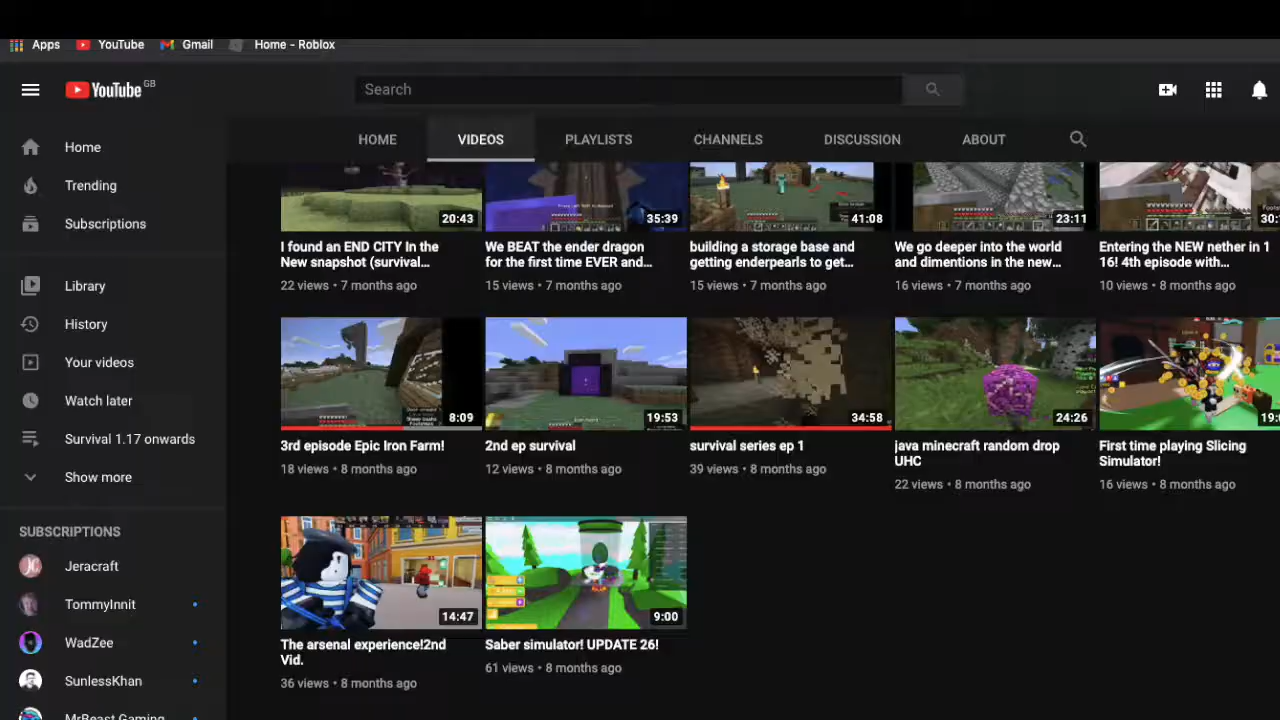 Apps YouTube Gmail Home - Roblox
YouTube GB
Search
HOME VIDEOS PLAYLISTS CHANNELS DISCUSSION ABOUT
Home
Trending
Subscriptions
Library
History
Your videos
Watch later
Survival 1.17 onwards
Show more
SUBSCRIPTIONS
Jeracraft
TommyInnit
WadZee
SunlessKhan
MrBeast Gaming
20:43
I found an END CITY In the
New snapshot (survival...
22 views • 7 months ago
35:39
We BEAT the ender dragon
for the first time EVER and...
15 views • 7 months ago
41:08
building a storage base and
getting enderpearls to get...
15 views • 7 months ago
23:11
We go deeper into the world
and dimentions in the new...
16 views • 7 months ago
30:
Entering the NEW nether in 1
16! 4th episode with...
10 views • 8 months ago
8:09
3rd episode Epic Iron Farm!
18 views • 8 months ago
19:53
2nd ep survival
12 views • 8 months ago
34:58
survival series ep 1
39 views • 8 months ago
24:26
java minecraft random drop
UHC
22 views • 8 months ago
19:
First time playing Slicing
Simulator!
16 views • 8 months ago
14:47
The arsenal experience!2nd
Vid.
36 views • 8 months ago
9:00
Saber simulator! UPDATE 26!
61 views • 8 months ago